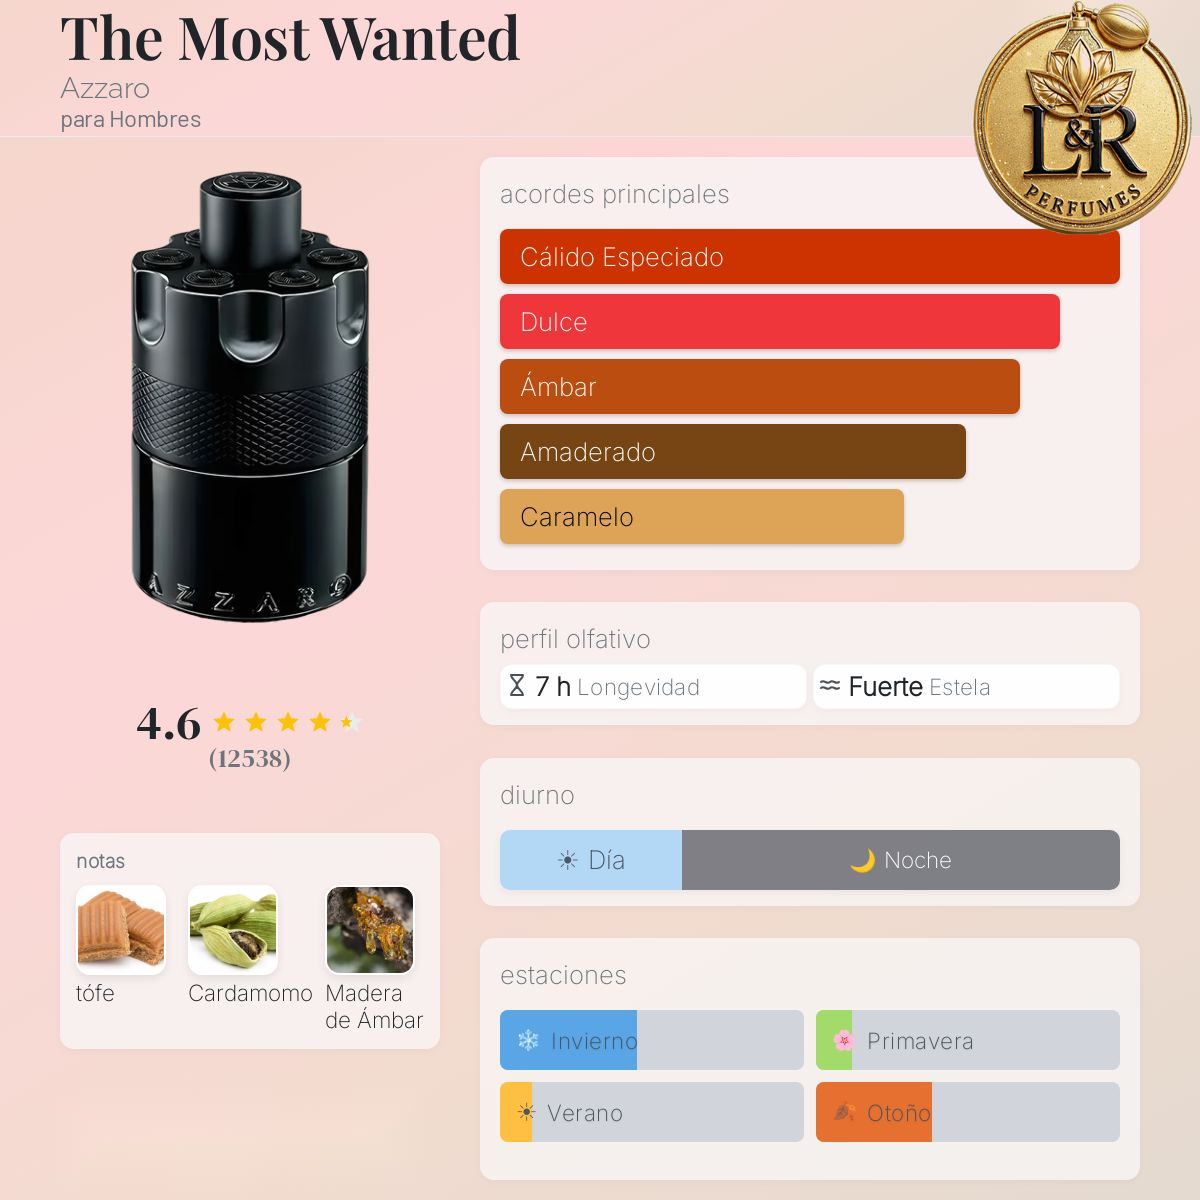 The Most Wanted
Azzaro
para Hombres
L&R
PERFUMES
acordes principales
Cálido Especiado
Dulce
Ámbar
Amaderado
Caramelo
AZZARO
perfil olfativo
7 h Longevidad
Fuerte Estela
4.6
(12538)
diurno
Día
Noche
notas
tófe
Cardamomo
Madera
de Ámbar
estaciones
Invierno
Primavera
Verano
Otoño